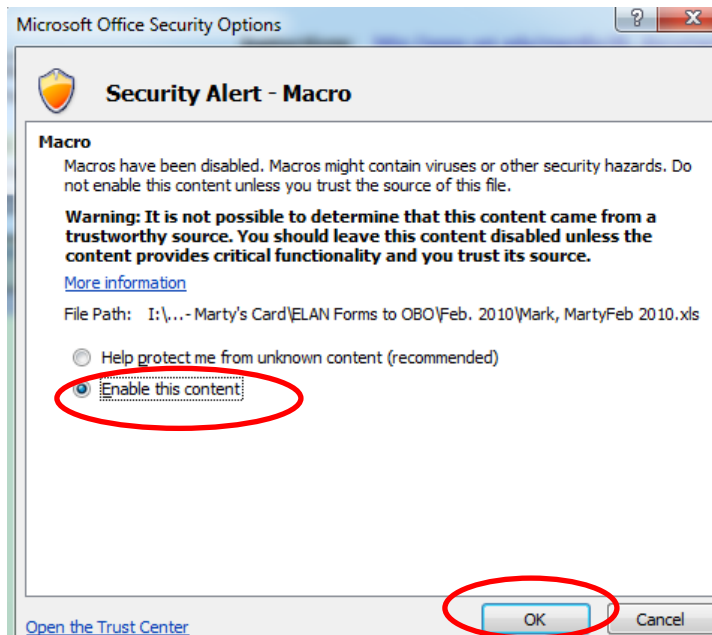 Microsoft Office Security Options
Security Alert - Macro
Macro
Macros have been disabled. Macros might contain viruses or other security hazards. Do
not enable this content unless you trust the source of this file.
Warning: It is not possible to determine that this content came from a
trustworthy source. You should leave this content disabled unless the
content provides critical functionality and you trust its source.
More information
File Path: I:\...- Marty's Card\ELAN Forms to OBO\Feb. 2010\Mark, MartyFeb 2010.xls
Help protect me from unknown content (recommended)
Enable this content
Open the Trust Center
OK
Cancel